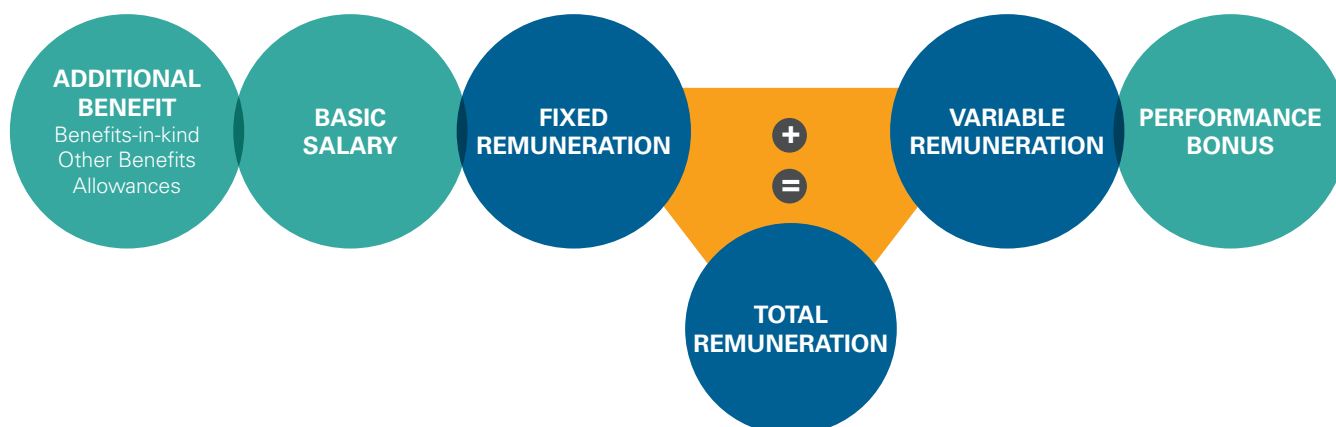 ADDITIONAL
BENEFIT
Benefits-in-kind
Other Benefits
Allowances
BASIC
SALARY
FIXED
REMUNERATION
+
=
VARIABLE
REMUNERATION
PERFORMANCE
BONUS
TOTAL
REMUNERATION